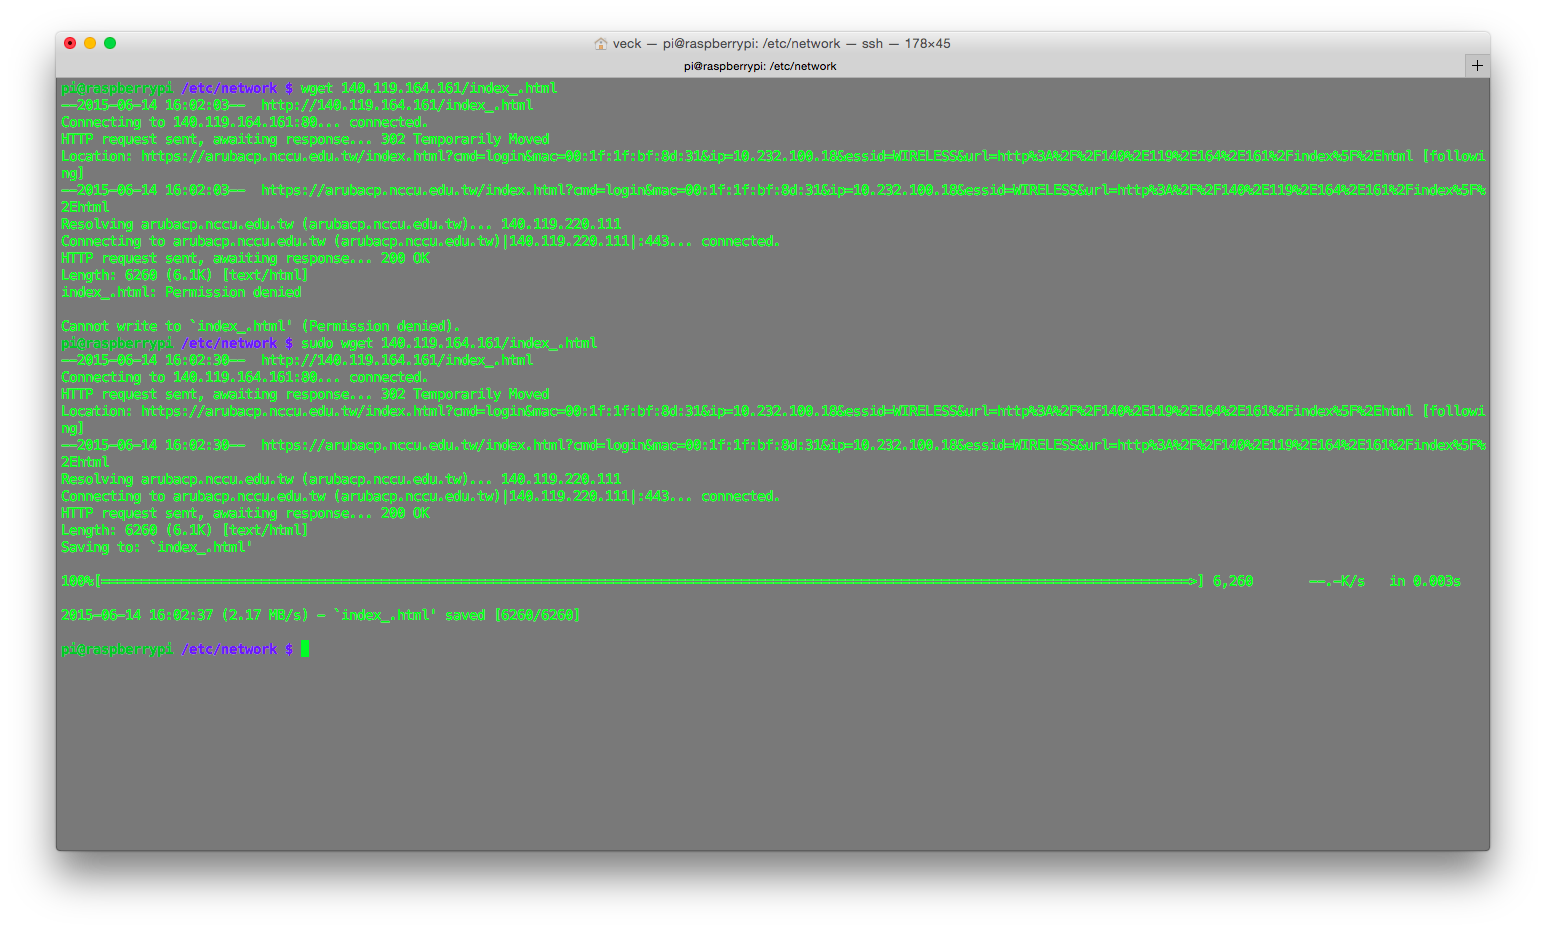 veck — pi@raspberrypi: /etc/network — ssh — 178×45
pi@raspberrypi: /etc/network
pi@raspberrypi /etc/network $ wget 140.119.164.161/index_.html
--2015-06-14 16:02:03--  http://140.119.164.161/index_.html
Connecting to 140.119.164.161:80... connected.
HTTP request sent, awaiting response... 302 Temporarily Moved
Location: https://arubacp.nccu.edu.tw/index.html?cmd=login&mac=00:1f:1f:bf:8d:31&ip=10.232.100.18&essid=WIRELESS&url=http%3A%2F%2F140%2E119%2E164%2E161%2Findex%5F%2Ehtml [followi
ng]
--2015-06-14 16:02:03--  https://arubacp.nccu.edu.tw/index.html?cmd=login&mac=00:1f:1f:bf:8d:31&ip=10.232.100.18&essid=WIRELESS&url=http%3A%2F%2F140%2E119%2E164%2E161%2Findex%5F%
2Ehtml
Resolving arubacp.nccu.edu.tw (arubacp.nccu.edu.tw)... 140.119.220.111
Connecting to arubacp.nccu.edu.tw (arubacp.nccu.edu.tw)|140.119.220.111|:443... connected.
HTTP request sent, awaiting response... 200 OK
Length: 6260 (6.1K) [text/html]
index_.html: Permission denied
Cannot write to `index_.html' (Permission denied).
pi@raspberrypi /etc/network $ sudo wget 140.119.164.161/index_.html
--2015-06-14 16:02:30--  http://140.119.164.161/index_.html
Connecting to 140.119.164.161:80... connected.
HTTP request sent, awaiting response... 302 Temporarily Moved
Location: https://arubacp.nccu.edu.tw/index.html?cmd=login&mac=00:1f:1f:bf:8d:31&ip=10.232.100.18&essid=WIRELESS&url=http%3A%2F%2F140%2E119%2E164%2E161%2Findex%5F%2Ehtml [followi
ng]
--2015-06-14 16:02:30--  https://arubacp.nccu.edu.tw/index.html?cmd=login&mac=00:1f:1f:bf:8d:31&ip=10.232.100.18&essid=WIRELESS&url=http%3A%2F%2F140%2E119%2E164%2E161%2Findex%5F%
2Ehtml
Resolving arubacp.nccu.edu.tw (arubacp.nccu.edu.tw)... 140.119.220.111
Connecting to arubacp.nccu.edu.tw (arubacp.nccu.edu.tw)|140.119.220.111|:443... connected.
HTTP request sent, awaiting response... 200 OK
Length: 6260 (6.1K) [text/html]
Saving to: `index_.html'
100%[======================================================================================================================================>] 6,260       --.-K/s   in 0.003s
2015-06-14 16:02:37 (2.17 MB/s) - `index_.html' saved [6260/6260]
pi@raspberrypi /etc/network $